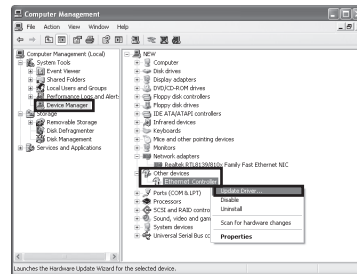 Computer Management
File Action View Window Help
Computer Management (Local)
System Tools
Event Viewer
Shared Folders
Local Users and Groups
Performance Logs and Alert
Device Manager
Storage
Removable Storage
Disk Defragmenter
Disk Management
Services and Applications
NEW
Computer
Disk drives
Display adapters
DVD/CD-ROM drives
Floppy disk controllers
Floppy disk drives
IDE ATA/ATAPI controllers
Infrared devices
Keyboards
Mice and other pointing devices
Monitors
Network adapters
Realtek RTL8139/810x Family Fast Ethernet NIC
Other devices
Ethernet Controller
Ports (COM & LPT)
Processors
SCSI and RAID contro
Sound, video and gam
System devices
Universal Serial Bus cc
Update Driver...
Disable
Uninstall
Scan for hardware changes
Properties
Launches the Hardware Update Wizard for the selected device.